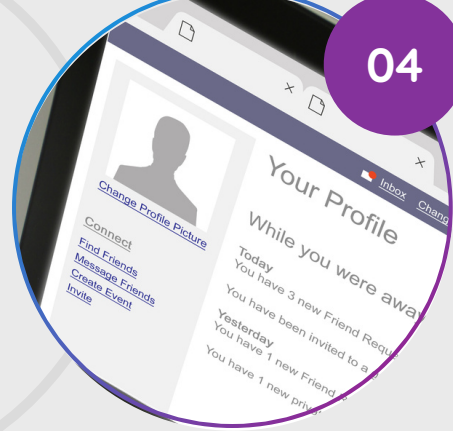 04
Inbox Chang
Your Profile
While you were away
Change Profile Picture
Connect
Find Friends
Message Friends
Create Event
Invite
Today
You have 3 new Friend Reque
You have been invited to a
Yesterday
You have 1 new Friend
You have 1 new